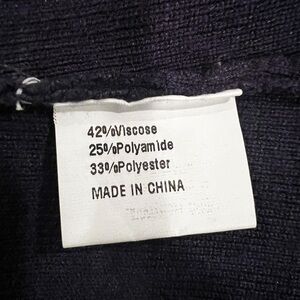 42%Viscose
25%Polyamide
33%Polyester
MADE IN CHINA